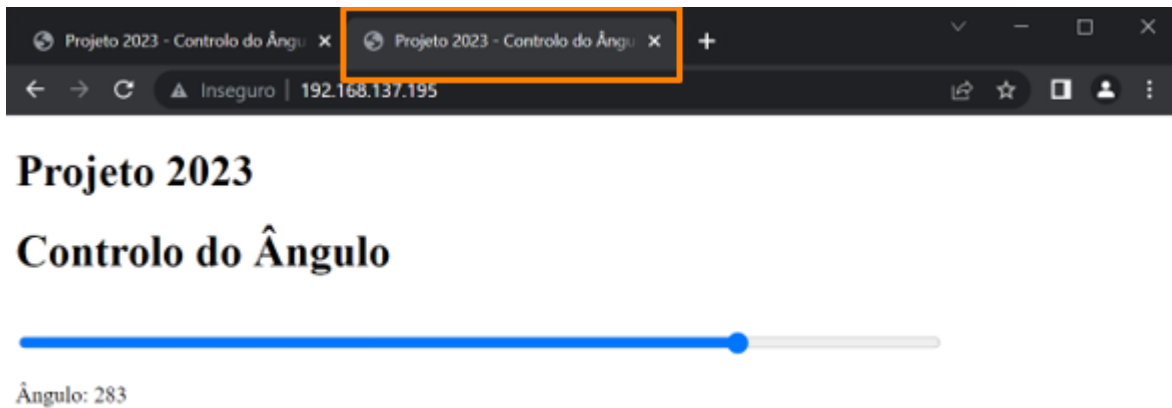 Projeto 2023 - Controlo do Ângu
Projeto 2023 - Controlo do Ângu
Inseguro | 192.168.137.195
Projeto 2023
Controlo do Ângulo
Ângulo: 283